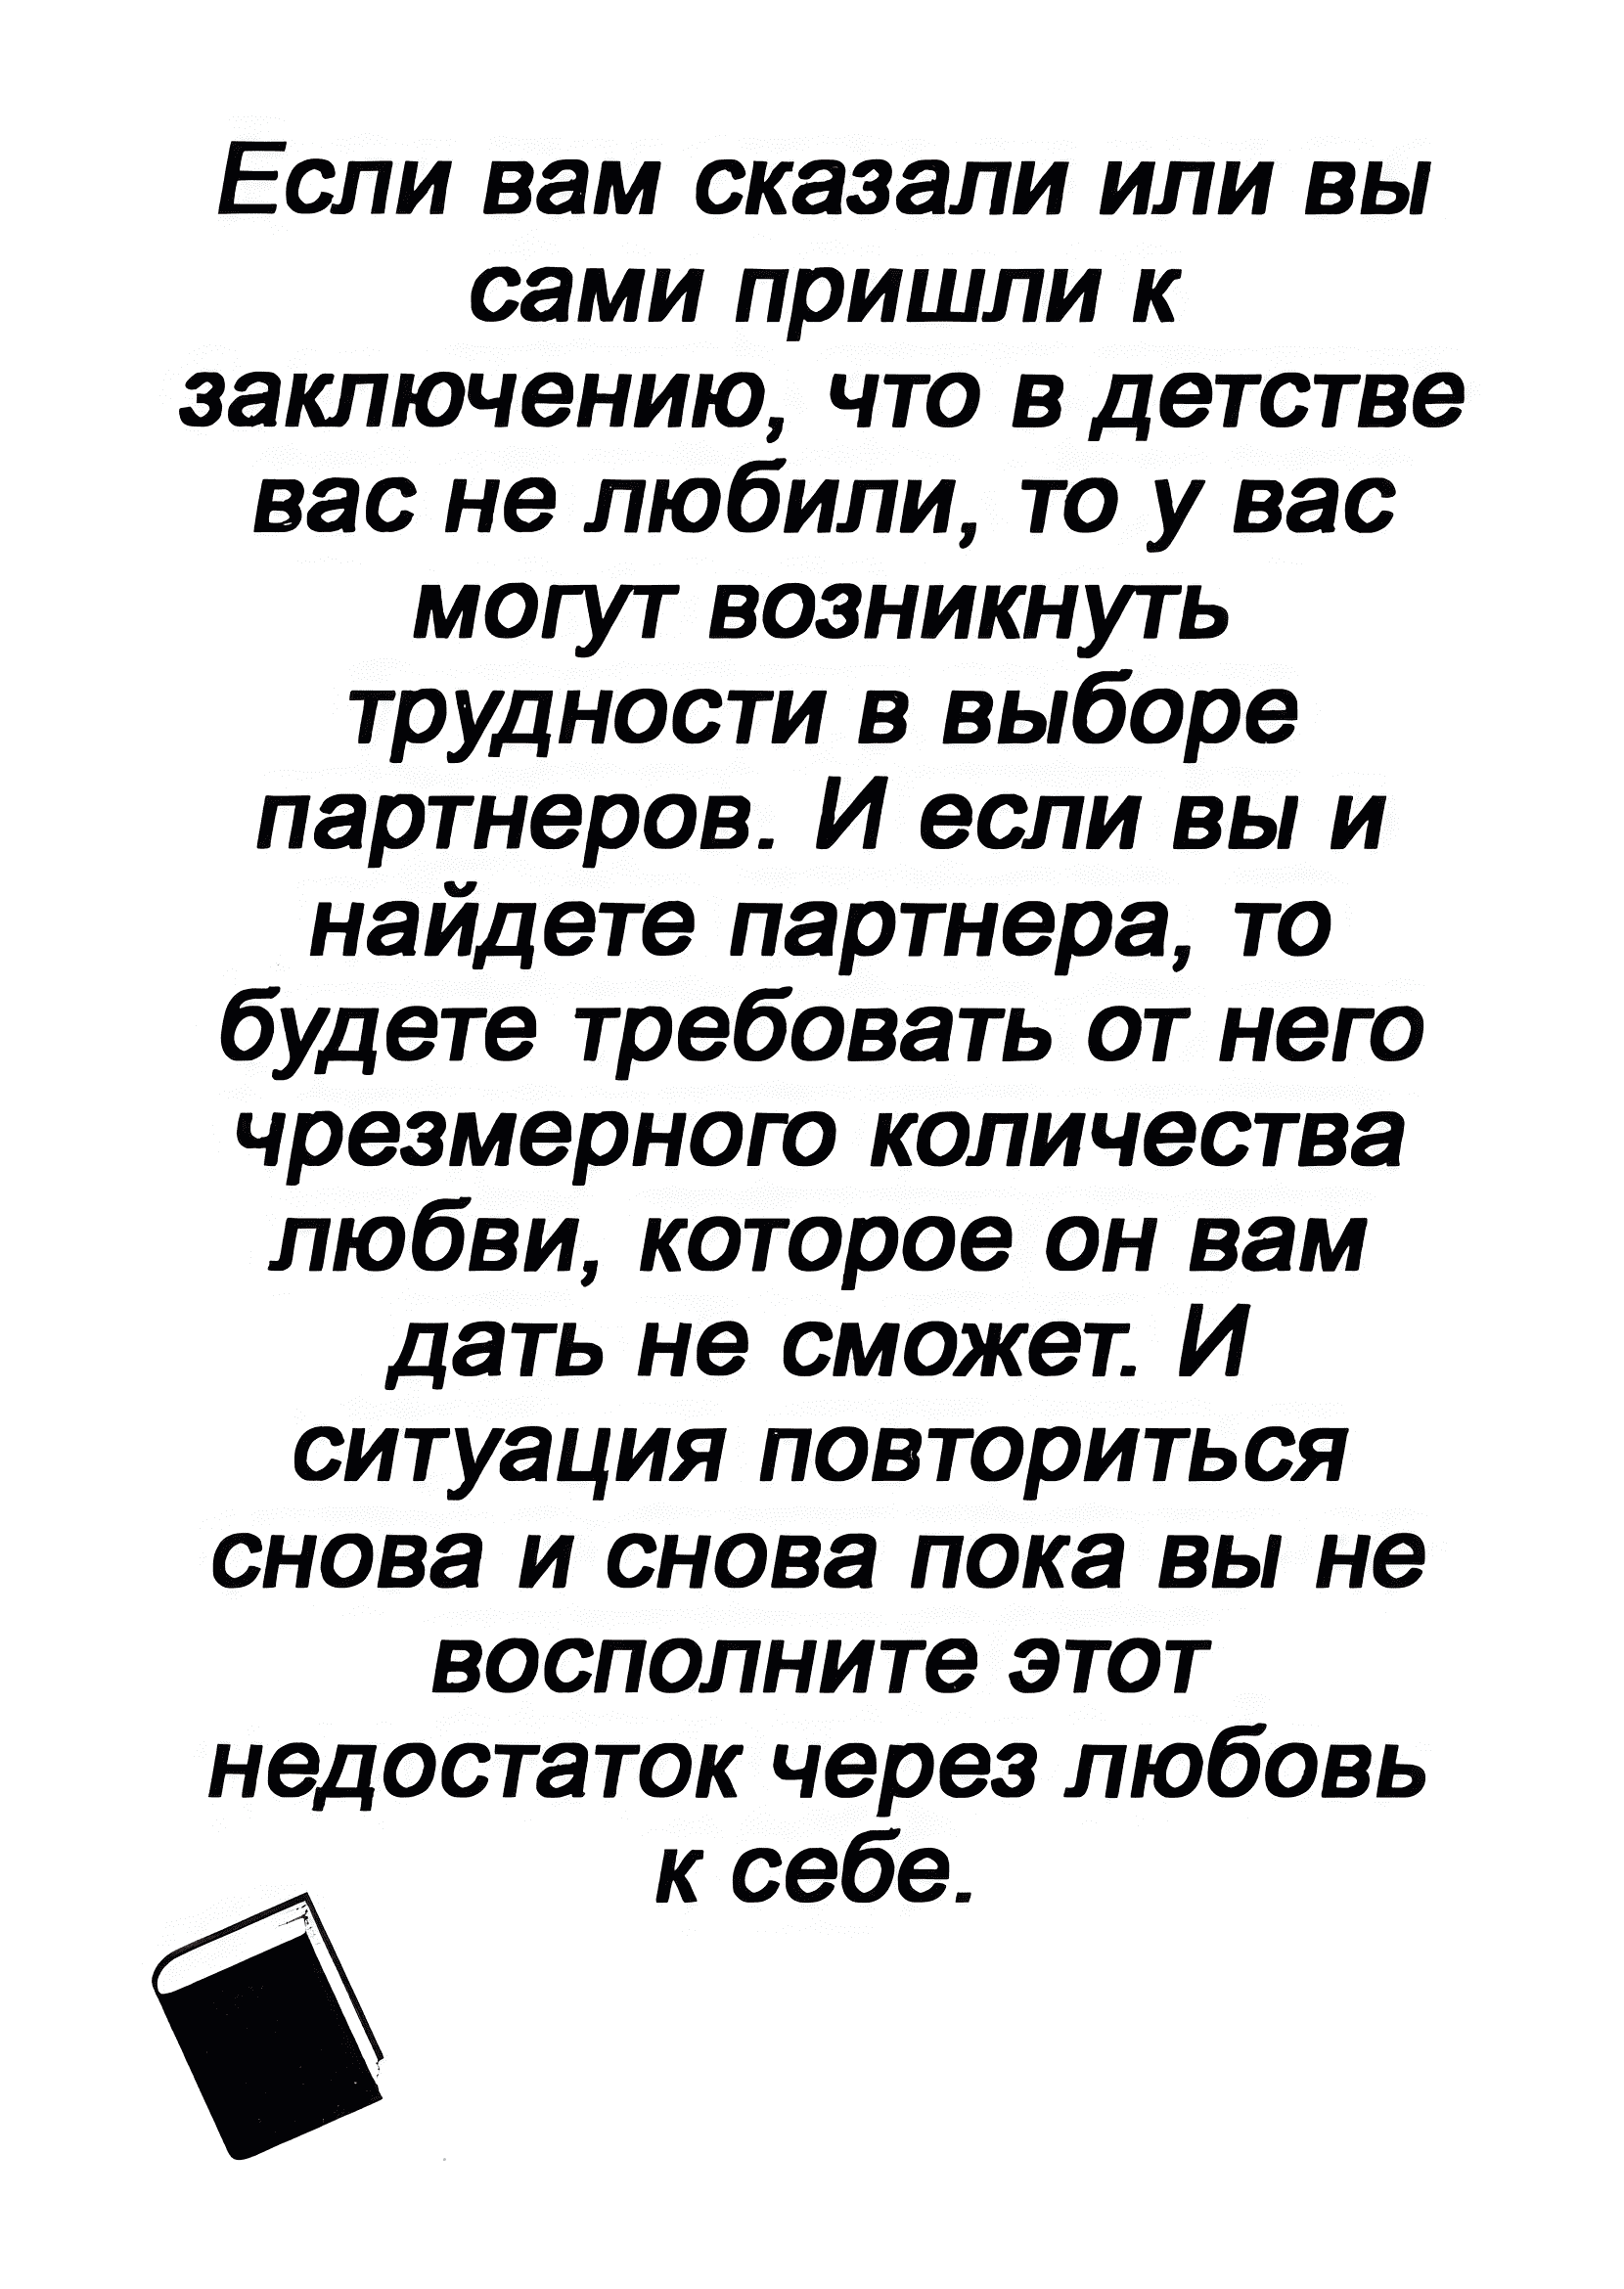 Если вам сказали или вы
сами пришли к
заключению, что в детстве
вас не любили, то у вас
могут возникнуть
трудности в выборе
партнеров. И если вы и
найдете партнера, то
будете требовать от него
чрезмерного количества
любви, которое он вам
дать не сможет. И
ситуация повториться
снова и снова пока вы не
восполните этот
недостаток через любовь
к себе.